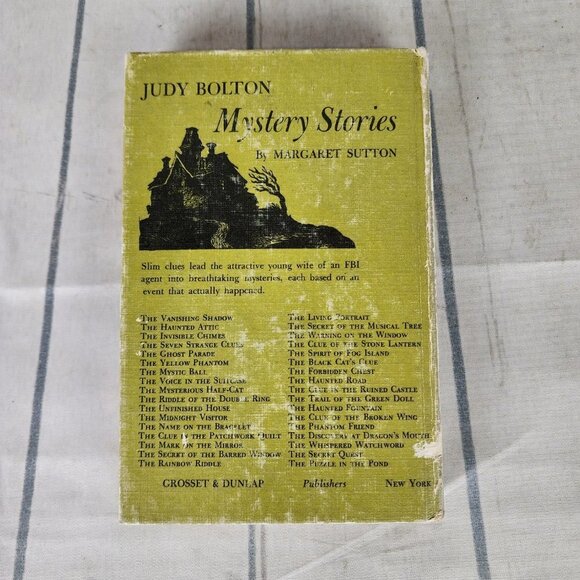 JUDY BOLTON
Mystery Stories
By MARGARET SUTTON
Slim clues lead the attractive young wife of an FBI
agent into breathtaking mysteries, each based on an
event that actually happened.
THE VANISHING SHADOW
THE HAUNTED ATTIC
THE INVISIBLE CHIMES
THE SEVEN STRANGE CLUES
THE GHOST PARADE
THE YELLOW PHANTOM
THE MYSTIC BALL
THE VOICE IN THE SUITCASE
THE MYSTERIOUS HALF-CAT
THE RIDDLE OF THE DOUBLE RING
THE UNFINISHED HOUSE
THE MIDNIGHT VISITOR
THE NAME ON THE BRACELET
THE CLUE IN THE PATCHWORK QUILT
THE MARK ON THE MIRROR
THE SECRET OF THE BARRED WINDOW
THE RAINBOW RIDDLE
THE LIVING PORTRAIT
THE SECRET OF THE MUSICAL TREE
THE WARNING ON THE WINDOW
THE CLUE OF THE STONE LANTERN
THE SPIRIT OF FOG ISLAND
THE BLACK CAT'S CLUE
THE FORBIDDEN CHEST
THE HAUNTED ROAD
THE CLUE IN THE RUINED CASTLE
THE TRAIL OF THE GREEN DOLL
THE HAUNTED FOUNTAIN
THE CLUE OF THE BROKEN WING
THE PHANTOM FRIEND
THE DISCOVERY AT DRAGON'S MOUTH
THE WHISPERED WATCHWORD
THE SECRET QUEST
THE PUZZLE IN THE POND
GROSSET & DUNLAP Publishers NEW YORK